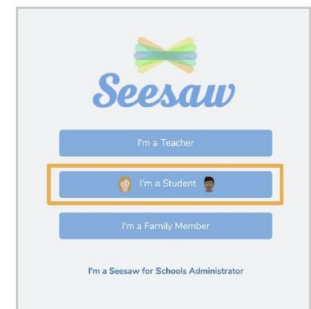 Seesaw
I'm a Teacher
I'm a Student
I'm a Family Member
I'm a Seesaw for Schools Administrator